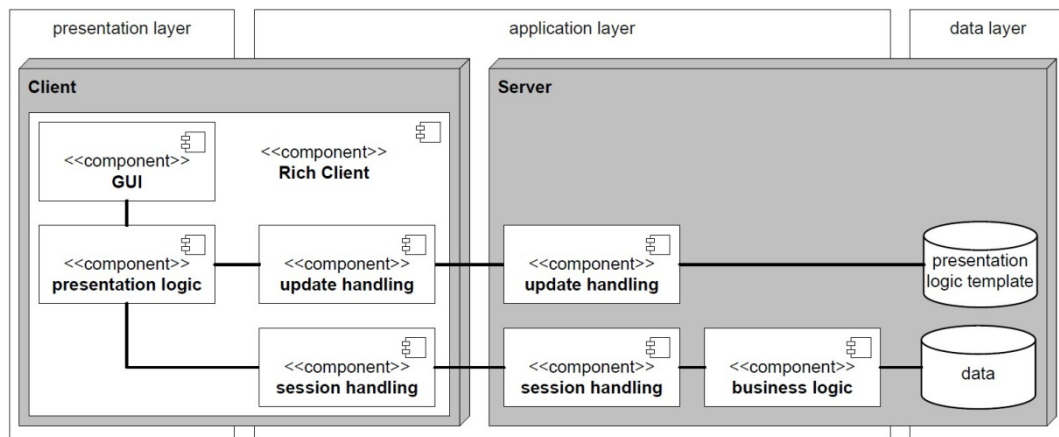 presentation layer
application layer
data layer
Client
Server
<<component>>
GUI
<<component>>
Rich Client
<<component>>
presentation logic
<<component>>
update handling
<<component>>
update handling
presentation
logic template
<<component>>
session handling
<<component>>
session handling
<<component>>
business logic
data